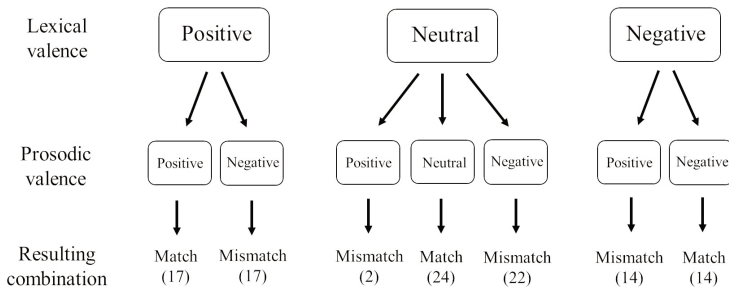 Lexical
valence
Positive
Neutral
Negative
Prosodic
valence
Positive
Negative
Positive
Neutral
Negative
Positive
Negative
Resulting
combination
Match
(17)
Mismatch
(17)
Mismatch
(2)
Match
(24)
Mismatch
(22)
Mismatch
(14)
Match
(14)